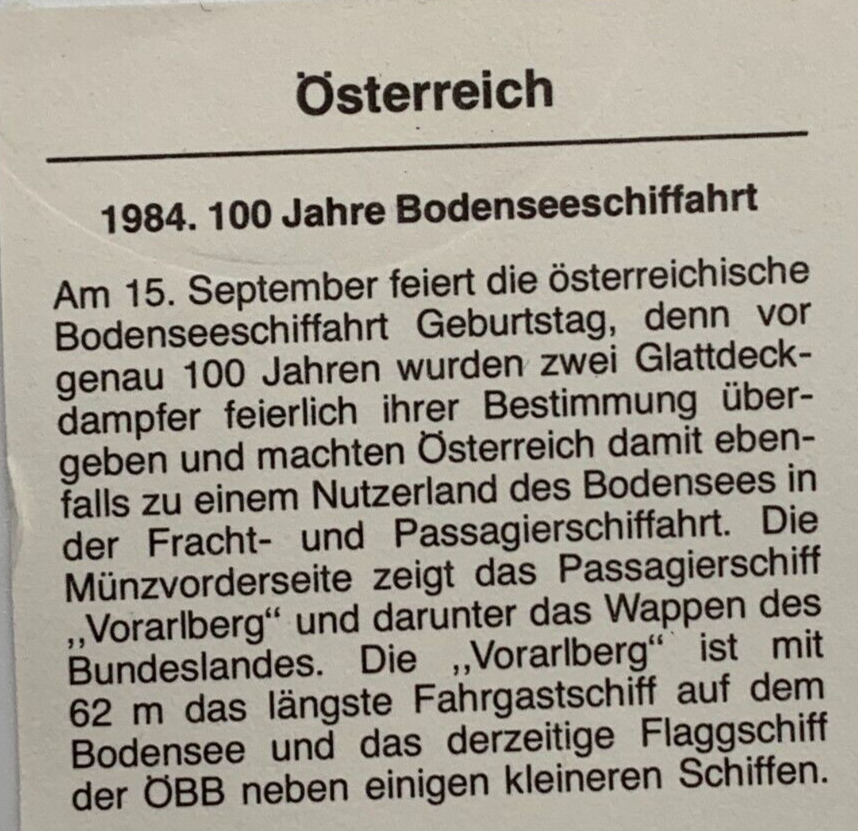 Österreich
1984. 100 Jahre Bodenseeschiffahrt
Am 15. September feiert die österreichische
Bodenseeschiffahrt Geburtstag, denn vor
genau 100 Jahren wurden zwei Glattdeck-
dampfer feierlich ihrer Bestimmung über-
geben und machten Österreich damit eben-
falls zu einem Nutzerland des Bodensees in
der Fracht- und Passagierschiffahrt. Die
Münzvorderseite zeigt das Passagierschiff
,,Vorarlberg“ und darunter das Wappen des
Bundeslandes. Die ,,Vorarlberg“ ist mit
62 m das längste Fahrgastschiff auf dem
Bodensee und das derzeitige Flaggschiff
der ÖBB neben einigen kleineren Schiffen.